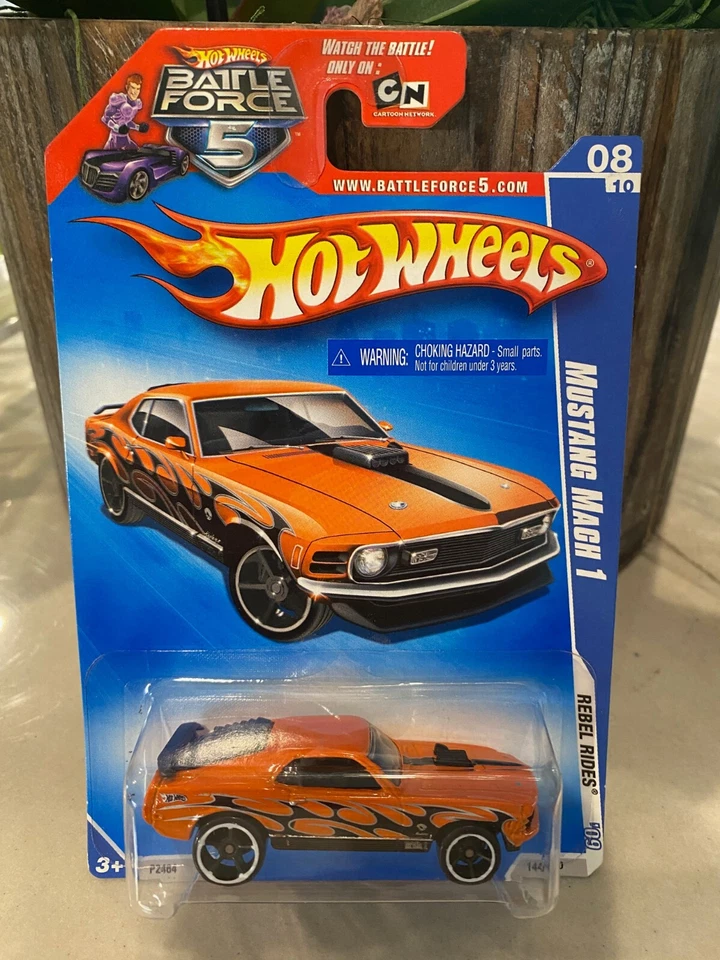 HOT WHEELS
BATTLE
FORCE
5
™
WATCH THE BATTLE!
ONLY ON :
CN
CARTOON NETWORK.
WWW.BATTLEFORCE5.COM
08
10
HOT WHEELS®
WARNING: CHOKING HAZARD - Small parts.
Not for children under 3 years.
MUSTANG MACH 1
REBEL RIDES®
'09
3+
P2464